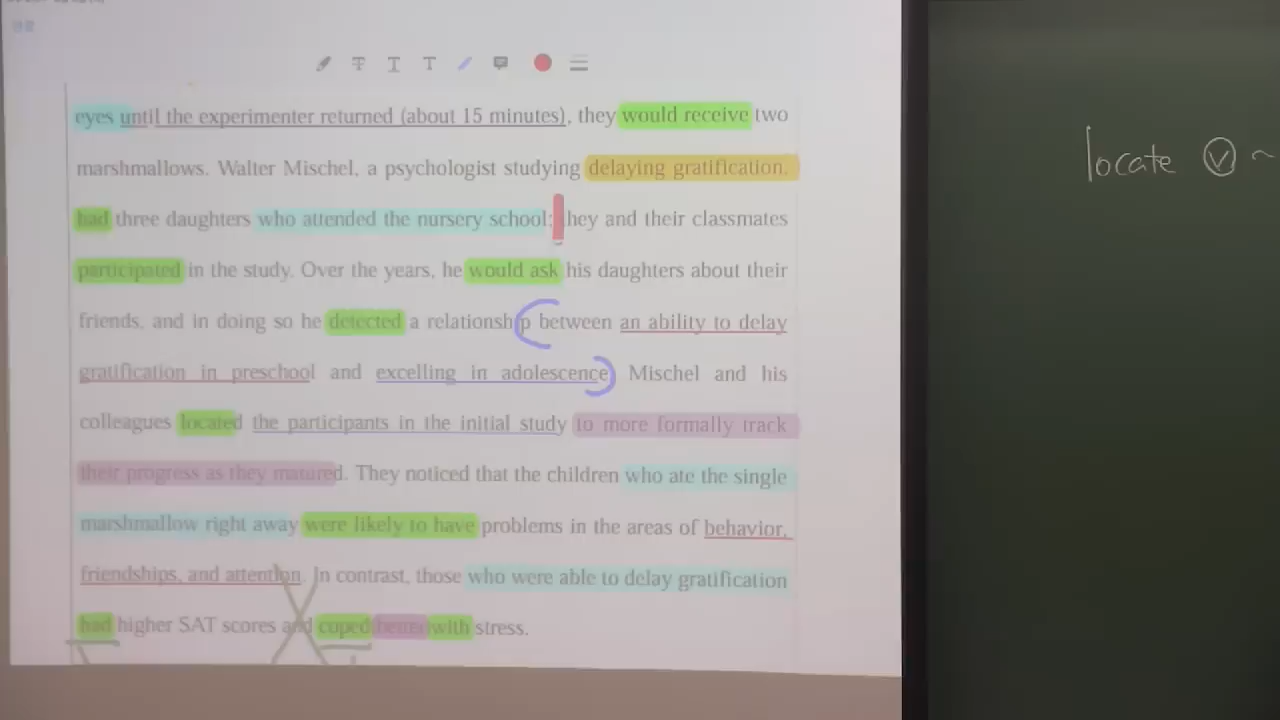 eyes until the experimenter returned (about 15 minutes), they would receive two
marshmallows. Walter Mischel, a psychologist studying delaying gratification,
had three daughters who attended the nursery school; they and their classmates
participated in the study. Over the years, he would ask his daughters about their
friends, and in doing so he detected a relationship between an ability to delay
gratification in preschool and excelling in adolescence. Mischel and his
colleagues located the participants in the initial study to more formally track
their progress as they matured. They noticed that the children who ate the single
marshmallow right away were likely to have problems in the areas of behavior,
friendships, and attention. In contrast, those who were able to delay gratification
had higher SAT scores and coped better with stress.
locate Ⓥ ~